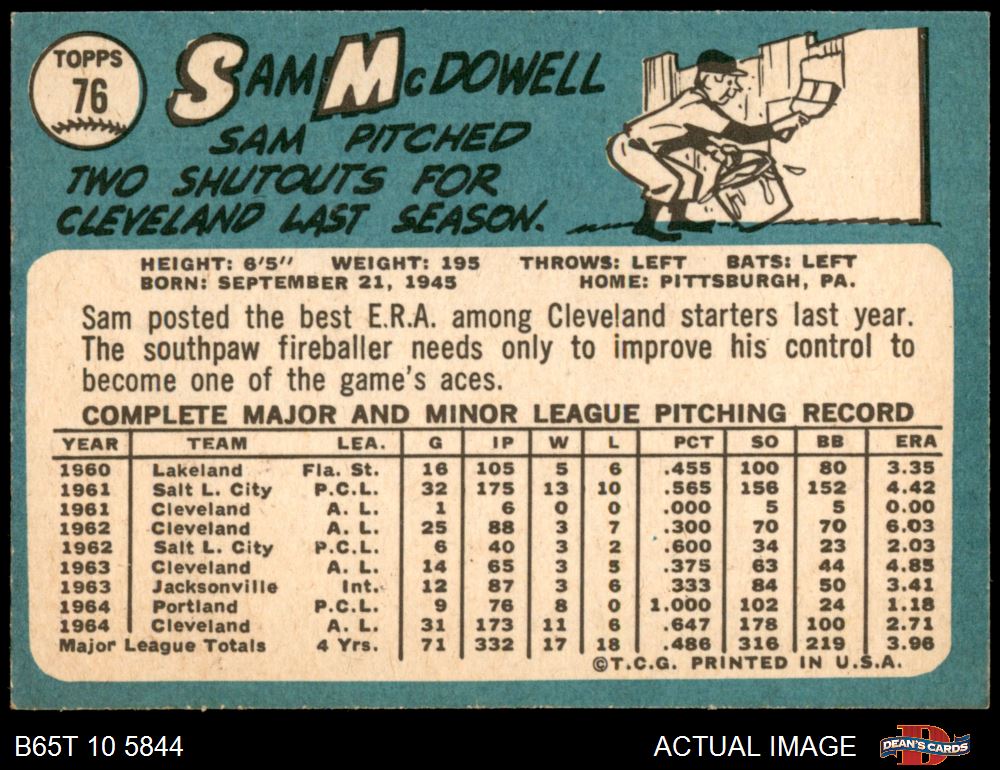 TOPPS
76
SAM McDOWELL
SAM PITCHED
TWO SHUTOUTS FOR
CLEVELAND LAST SEASON.
HEIGHT: 6'5" WEIGHT: 195 THROWS: LEFT BATS: LEFT
BORN: SEPTEMBER 21, 1945 HOME: PITTSBURGH, PA.
Sam posted the best E.R.A. among Cleveland starters last year.
The southpaw fireballer needs only to improve his control to
become one of the game's aces.
COMPLETE MAJOR AND MINOR LEAGUE PITCHING RECORD
YEAR TEAM LEA. G IP W L PCT SO BB ERA
1960 Lakeland Fla. St. 16 105 5 6 .455 100 80 3.35
1961 Salt L. City P.C.L. 32 175 13 10 .565 156 152 4.42
1961 Cleveland A. L. 1 6 0 0 .000 5 5 0.00
1962 Cleveland A. L. 25 88 3 7 .300 70 70 6.03
1962 Salt L. City P.C.L. 6 40 3 2 .600 34 23 2.03
1963 Cleveland A. L. 14 65 3 5 .375 63 44 4.85
1963 Jacksonville Int. 12 87 3 6 .333 84 50 3.41
1964 Portland P.C.L. 9 76 8 0 1.000 102 24 1.18
1964 Cleveland A. L. 31 173 11 6 .647 178 100 2.71
Major League Totals 4 Yrs. 71 332 17 18 .486 316 219 3.96
©T.C.G. PRINTED IN U.S.A.
B65T 10 5844 ACTUAL IMAGE D DEAN'S CARDS